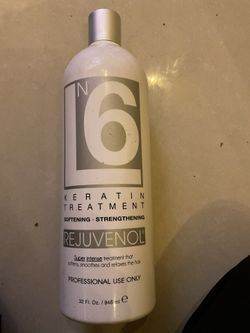 N
6
KERATIN
TREATMENT
SOFTENING - STRENGTHENING
REJUVENOL
Super intense treatment that
softens, smoothes and relaxes the hair
PROFESSIONAL USE ONLY
32 Fl. Oz. / 946 ml ℮